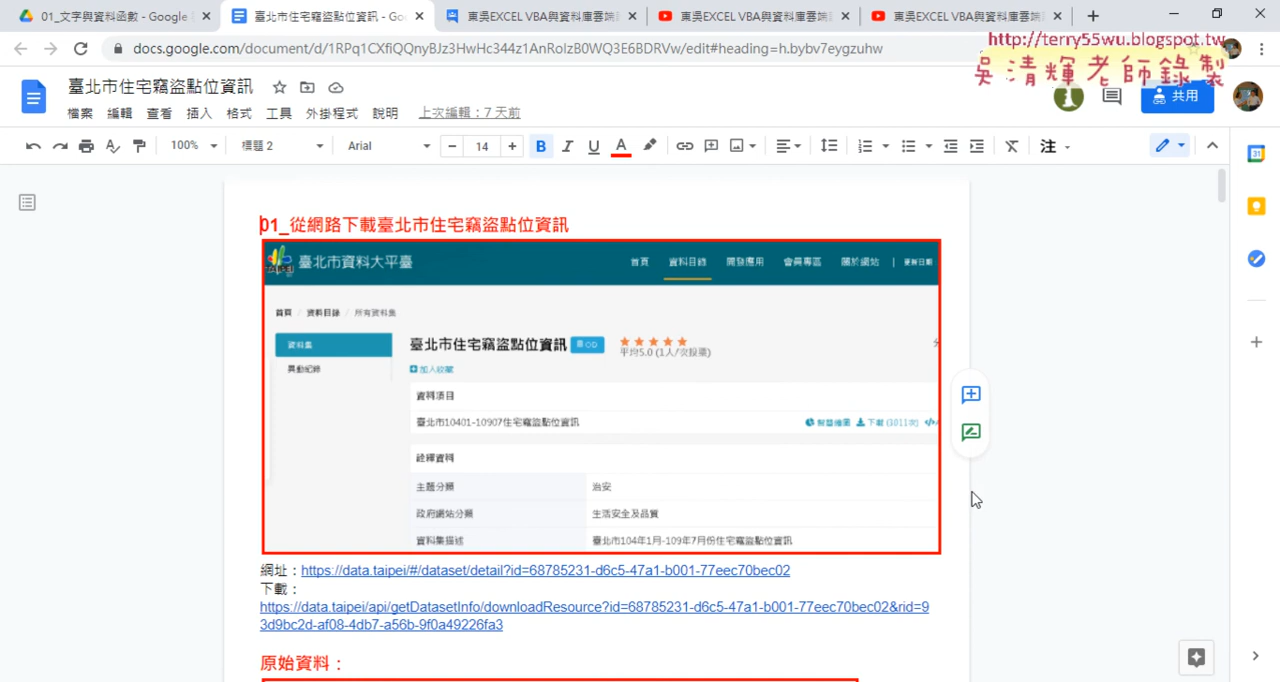 01_文字與資料函數 - Google
臺北市住宅竊盜點位資訊 - Go
東吳EXCEL VBA與資料庫雲端
東吳EXCEL VBA與資料庫雲端
東吳EXCEL VBA與資料庫雲端
docs.google.com/document/d/1RPq1CXfiQQnyBJz3HwHc344z1AnRolzB0WQ3E6BDRVw/edit#heading=h.bybv7eygzuhw
http://terry55wu.blogspot.tw
吳清輝老師錄製
臺北市住宅竊盜點位資訊
共用
檔案 編輯 查看 插入 格式 工具 外掛程式 說明 上次編輯：7 天前
100% 標題 2 Arial 14 B I U A 注
01_從網路下載臺北市住宅竊盜點位資訊
臺北市資料大平臺
首頁 資料目錄 開發應用 會員專區 關於網站 | 更新日期
首頁 / 資料目錄 / 所有資料集
資料集
異動紀錄
臺北市住宅竊盜點位資訊
平均5.0 (1人/次投票)
加入收藏
資料項目
臺北市10401-10907住宅竊盜點位資訊
下載 (3011次)
詮釋資料
主題分類 治安
政府網站分類 生活安全及品質
資料集描述 臺北市104年1月-109年7月份住宅竊盜點位資訊
網址：https://data.taipei/#/dataset/detail?id=68785231-d6c5-47a1-b001-77eec70bec02
下載：
https://data.taipei/api/getDatasetInfo/downloadResource?id=68785231-d6c5-47a1-b001-77eec70bec02&rid=9
3d9bc2d-af08-4db7-a56b-9f0a49226fa3
原始資料：